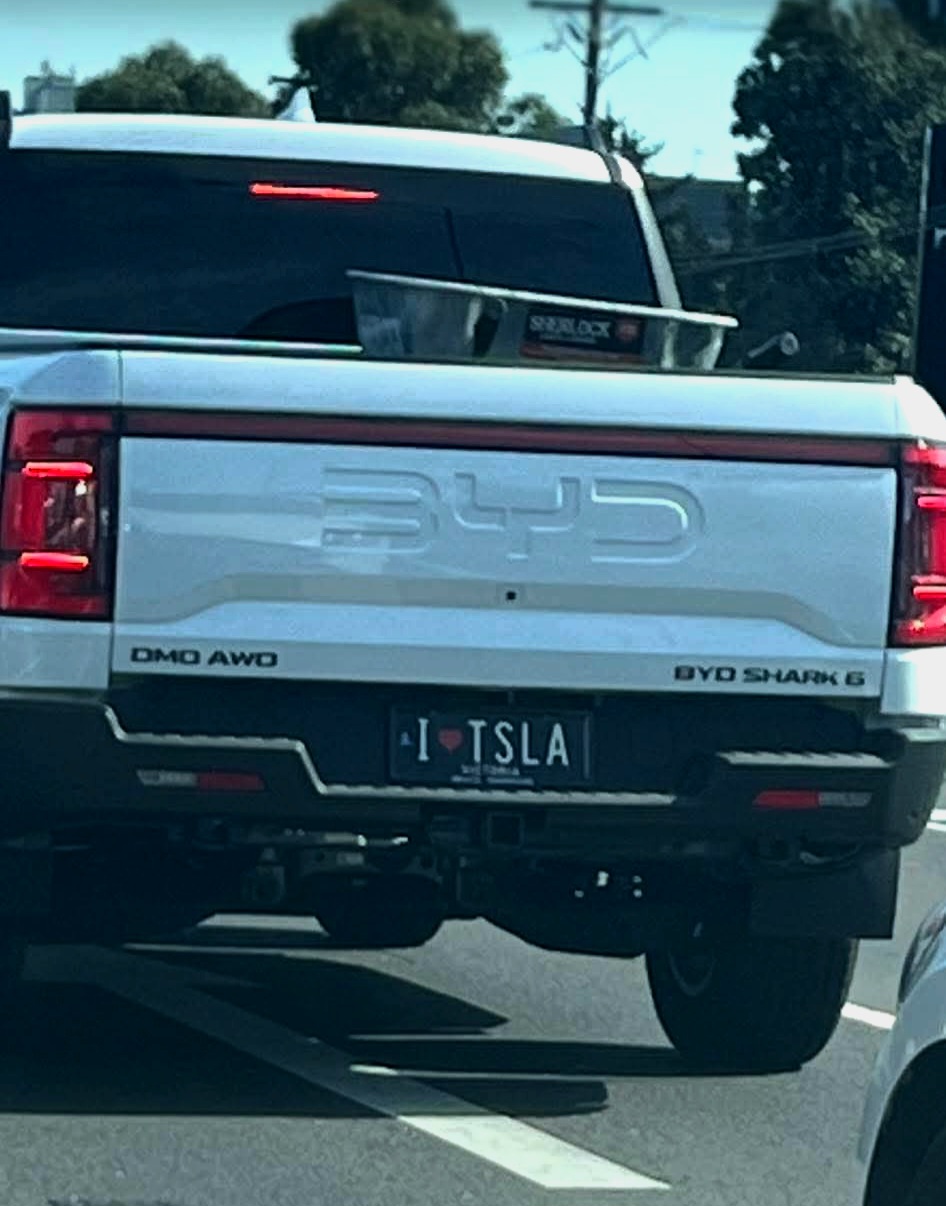 SHERLOCK
BYD
DMO AWD
BYD SHARK 6
I ♥ TSLA
VICTORIA